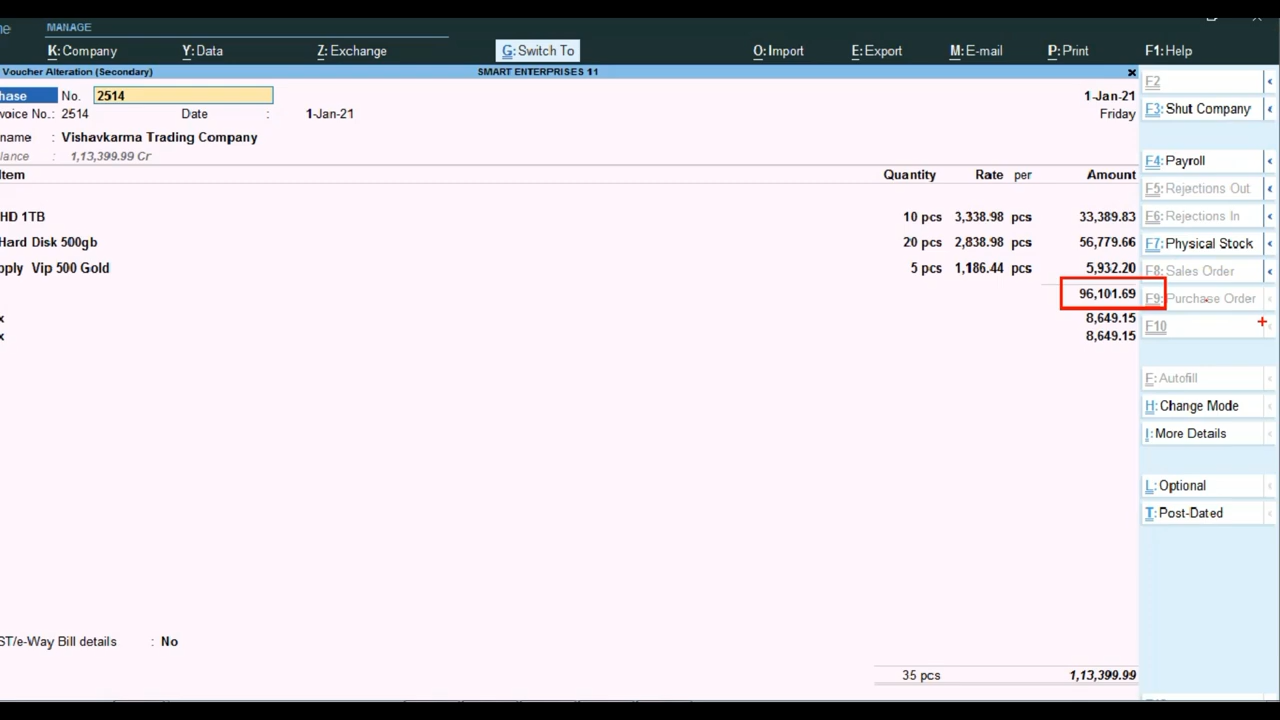 ne
MANAGE
K: Company Y: Data Z: Exchange G: Switch To O: Import E: Export M: E-mail P: Print F1: Help
Voucher Alteration (Secondary) SMART ENTERPRISES 11 x
hase No. 2514 1-Jan-21
voice No.: 2514 Date : 1-Jan-21 Friday
name : Vishavkarma Trading Company
lance : 1,13,399.99 Cr
Item Quantity Rate per Amount
HD 1TB 10 pcs 3,338.98 pcs 33,389.83
Hard Disk 500gb 20 pcs 2,838.98 pcs 56,779.66
pply Vip 500 Gold 5 pcs 1,186.44 pcs 5,932.20
96,101.69
x 8,649.15
x 8,649.15
ST/e-Way Bill details : No
35 pcs 1,13,399.99
F2
F3: Shut Company
F4: Payroll
F5: Rejections Out
F6: Rejections In
F7: Physical Stock
F8: Sales Order
F9: Purchase Order
F10
F: Autofill
H: Change Mode
I: More Details
L: Optional
T: Post-Dated